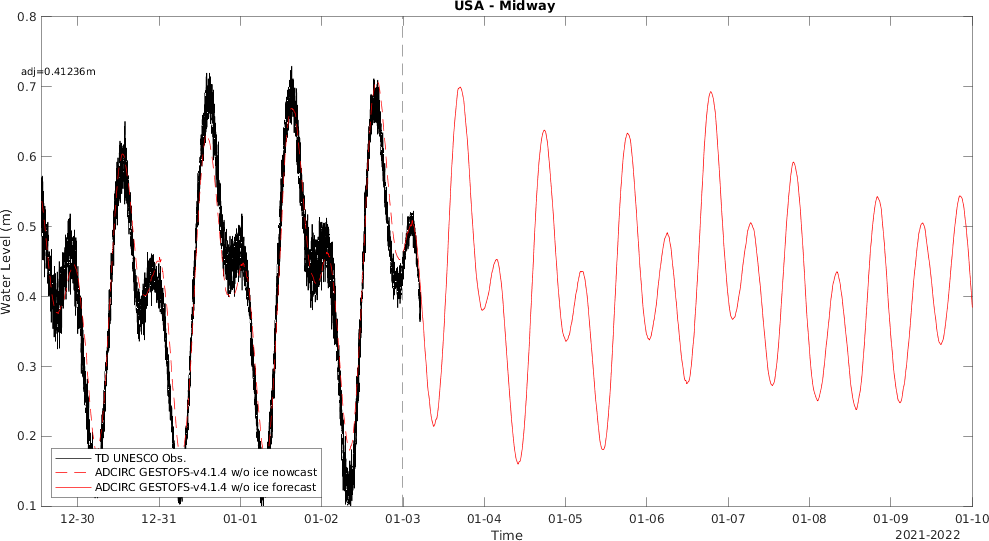 USA - Midway
adj=0.41236m
Water Level (m)
0.8
0.7
0.6
0.5
0.4
0.3
0.2
0.1
TD UNESCO Obs.
ADCIRC GESTOFS-v4.1.4 w/o ice nowcast
ADCIRC GESTOFS-v4.1.4 w/o ice forecast
12-30 12-31 01-01 01-02 01-03 01-04 01-05 01-06 01-07 01-08 01-09 01-10
Time
2021-2022